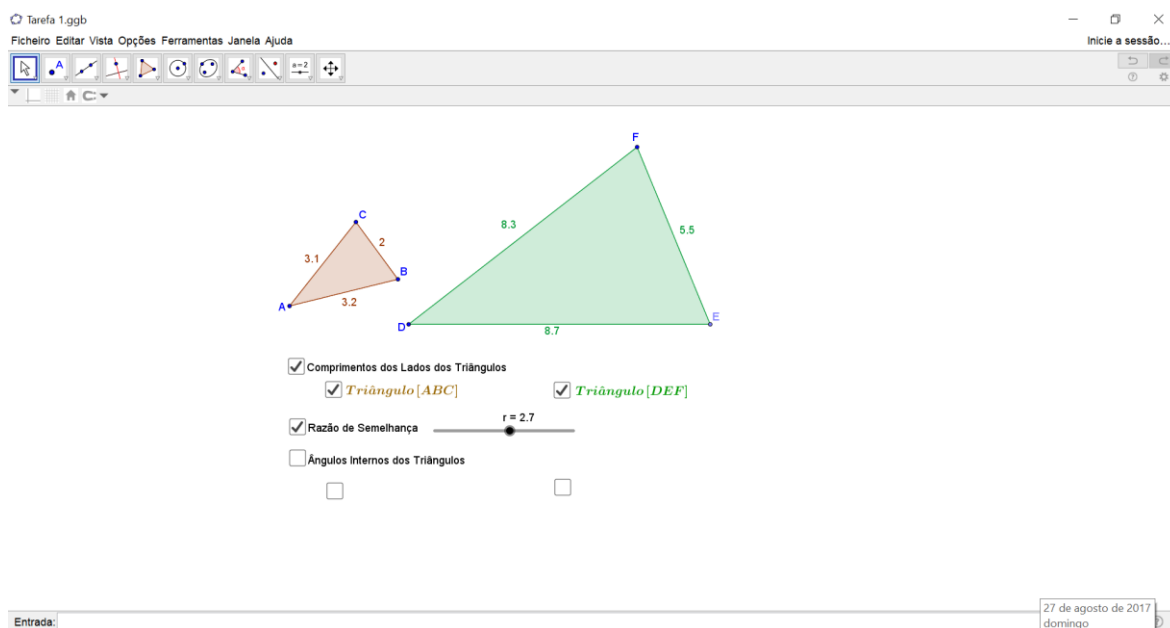 Tarefa 1.ggb
Ficheiro Editar Vista Opções Ferramentas Janela Ajuda
Inicie a sessão...
A
a=2
F
8.3
5.5
C
3.1
2
B
A
3.2
D
8.7
E
Comprimentos dos Lados dos Triângulos
Triângulo[ABC]
Triângulo[DEF]
r = 2.7
Razão de Semelhança
Ângulos Internos dos Triângulos
Entrada:
27 de agosto de 2017
domingo